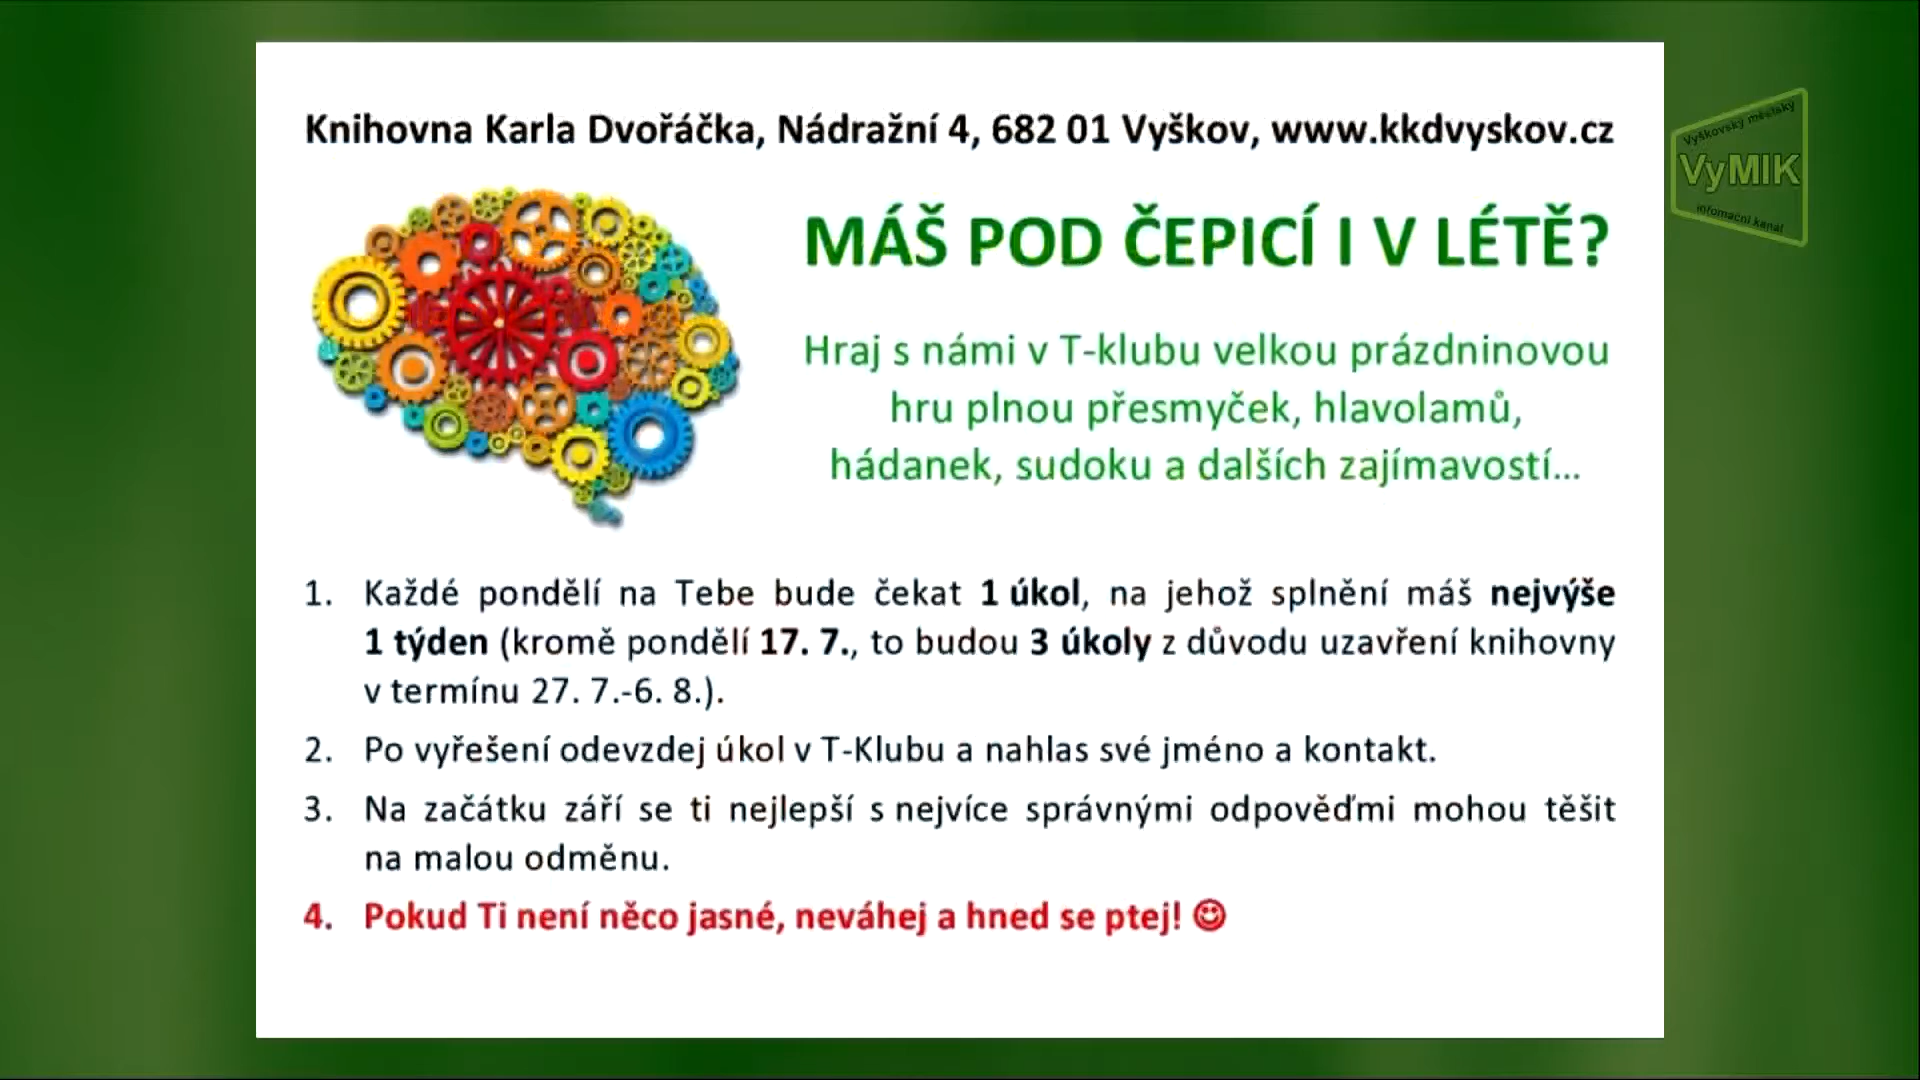 Knihovna Karla Dvořáčka, Nádražní 4, 682 01 Vyškov, www.kkdvyskov.cz
Vyškovský městský
VyMIK
infomační kanál
MÁŠ POD ČEPICÍ I V LÉTĚ?
Hraj s námi v T-klubu velkou prázdninovou
hru plnou přesmyček, hlavolamů,
hádanek, sudoku a dalších zajímavostí...
1. Každé pondělí na Tebe bude čekat 1 úkol, na jehož splnění máš nejvýše
1 týden (kromě pondělí 17. 7., to budou 3 úkoly z důvodu uzavření knihovny
v termínu 27. 7.-6. 8.).
2. Po vyřešení odevzdej úkol v T-Klubu a nahlas své jméno a kontakt.
3. Na začátku září se ti nejlepší s nejvíce správnými odpověďmi mohou těšit
na malou odměnu.
4. Pokud Ti není něco jasné, neváhej a hned se ptej! ☺